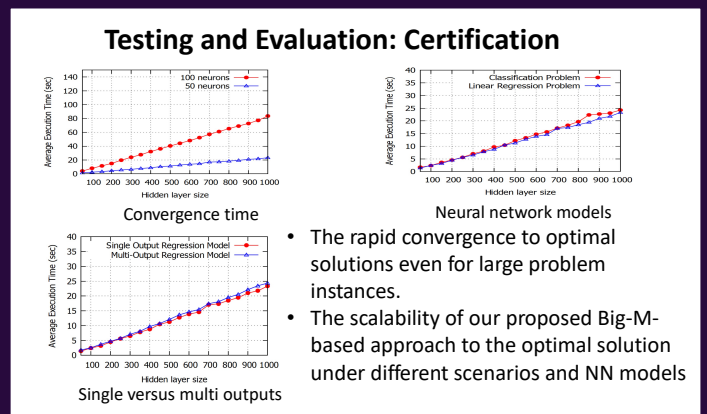 Testing and Evaluation: Certification
Average Execution Time (sec)
140
120
100
80
60
40
20
0
100 neurons
50 neurons
100 200 300 400 500 600 700 800 900 1000
Hidden layer size
Convergence time
Average Execution Time (sec)
40
35
30
25
20
15
10
5
0
Classification Problem
Linear Regression Problem
100 200 300 400 500 600 700 800 900 1000
Hidden layer size
Neural network models
Average Execution Time (sec)
40
35
30
25
20
15
10
5
0
Single Output Regression Model
Multi-Output Regression Model
100 200 300 400 500 600 700 800 900 1000
Hidden layer size
Single versus multi outputs
• The rapid convergence to optimal
solutions even for large problem
instances.
• The scalability of our proposed Big-M-
based approach to the optimal solution
under different scenarios and NN models